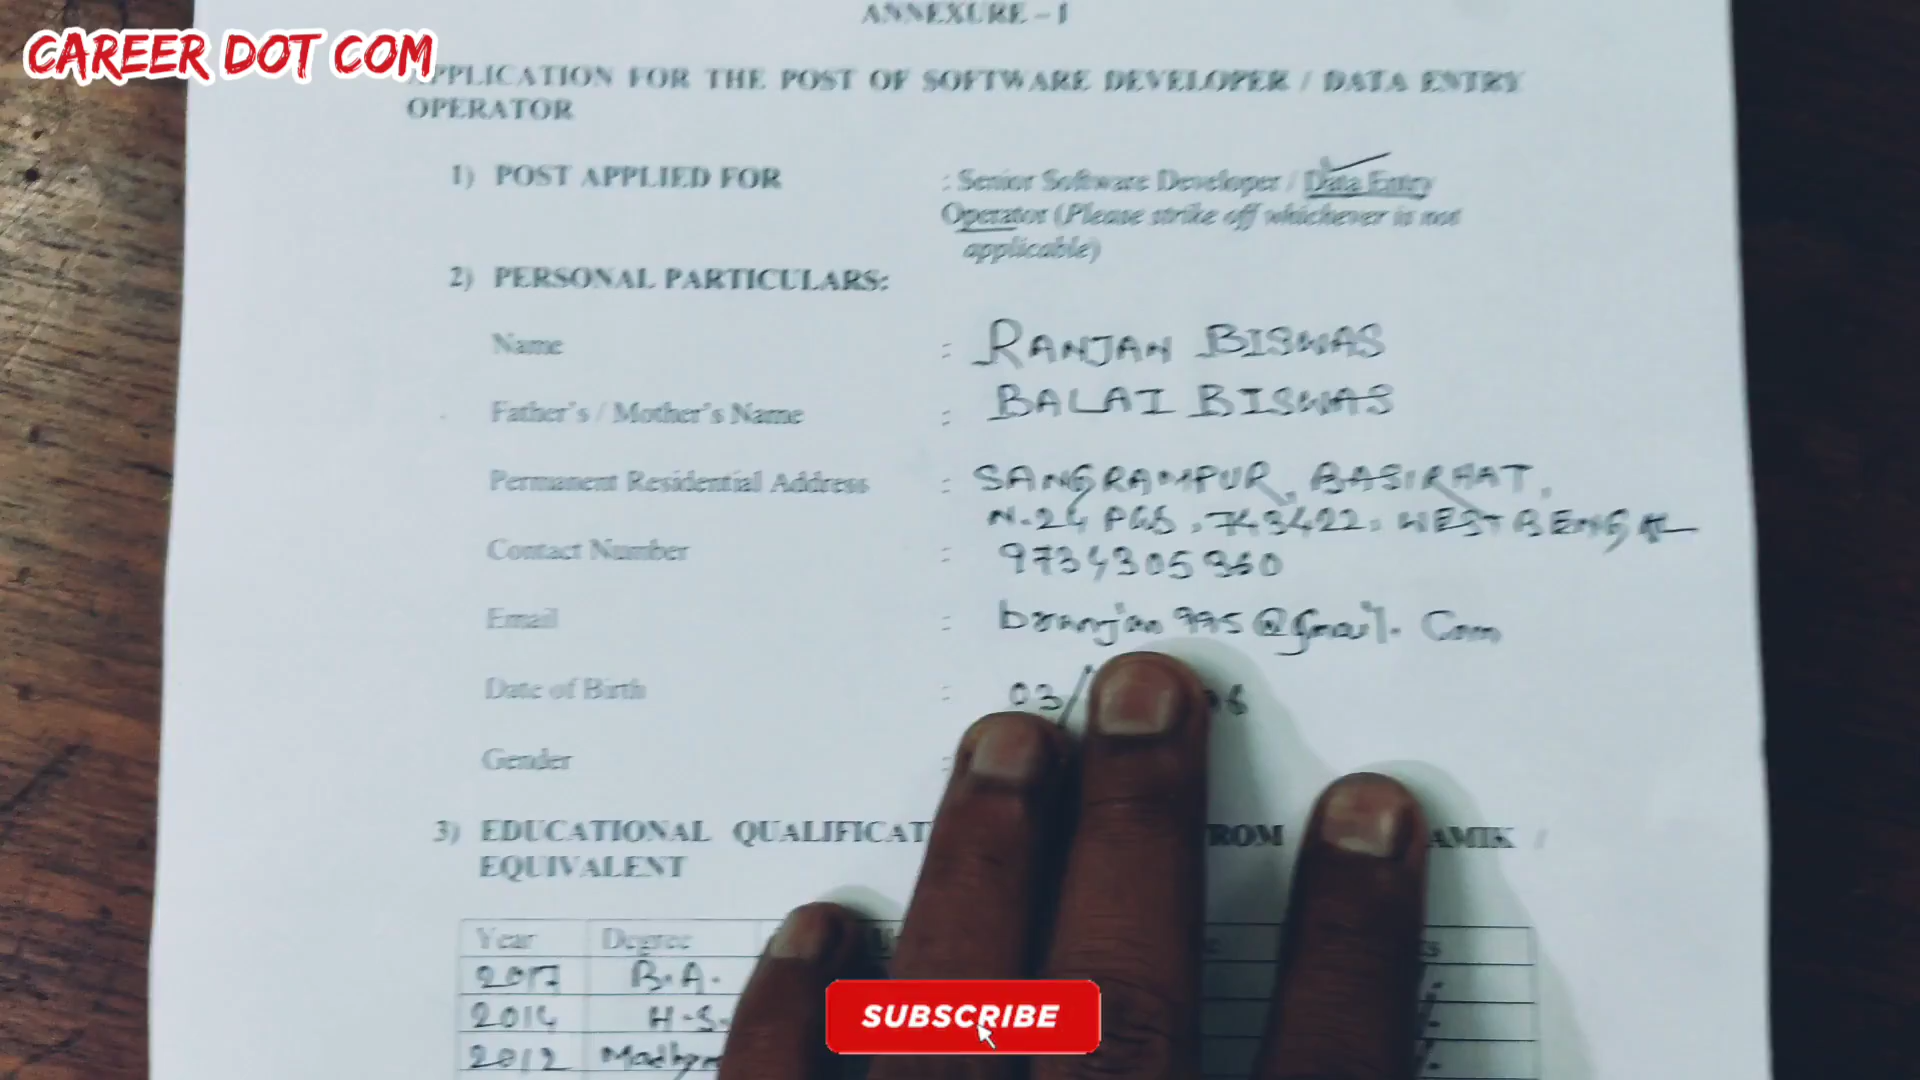 CAREER DOT COM
ANNEXURE – I
APPLICATION FOR THE POST OF SOFTWARE DEVELOPER / DATA ENTRY
OPERATOR
1) POST APPLIED FOR : Senior Software Developer / Data Entry
Operator (Please strike off whichever is not
applicable)
2) PERSONAL PARTICULARS:
Name : RANJAN BISWAS
Father's / Mother's Name : BALAI BISWAS
Permanent Residential Address : SANGRAMPUR, BASIRHAT,
N-24 PGS, 743422, WEST BENGAL
Contact Number : 9734305360
Email : branjan995@gmail.com
Date of Birth : 03/
Gender :
3) EDUCATIONAL
EQUIVALENT
Year Degree
2017 B.A.
2014 H.S.
2012
SUBSCRIBE